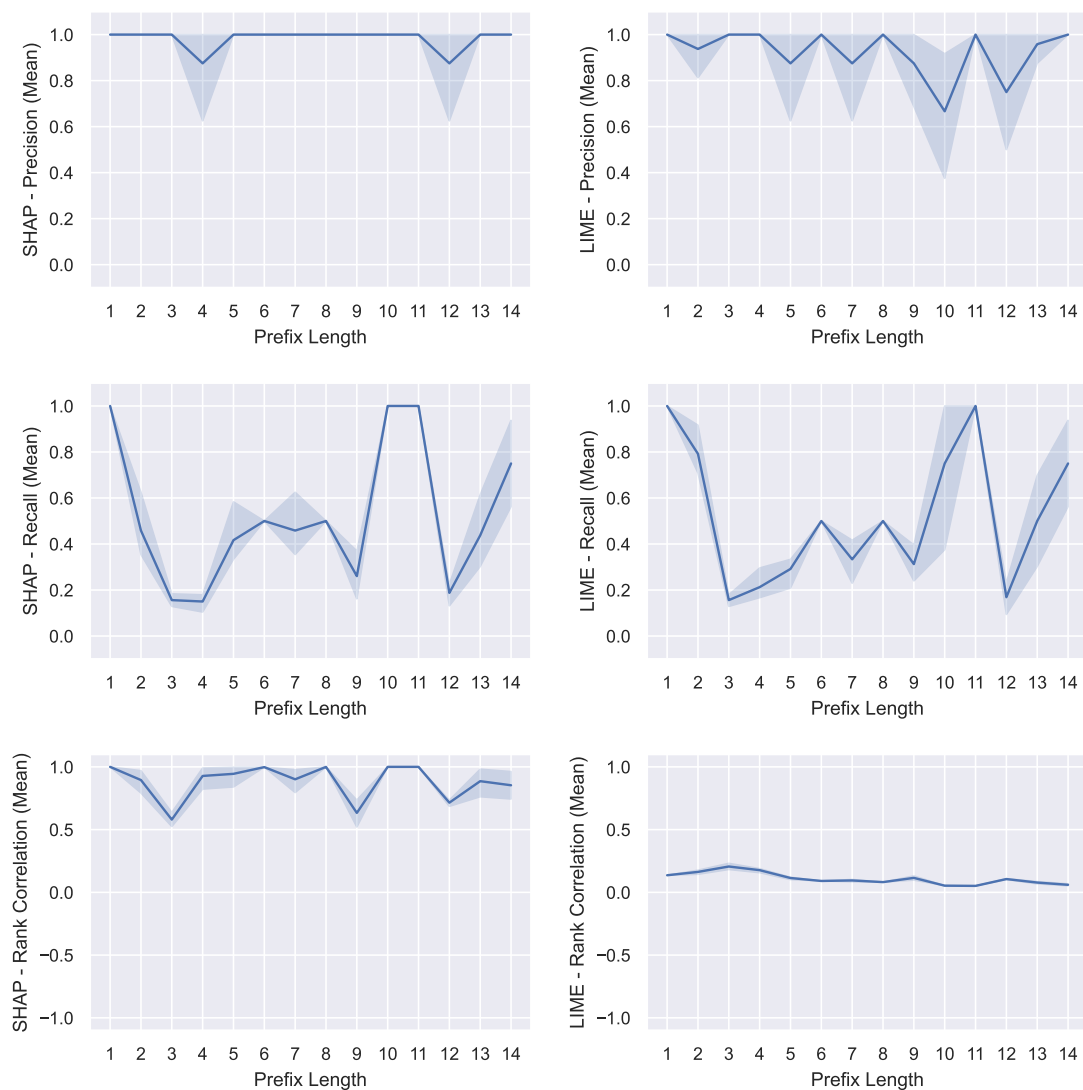 SHAP - Precision (Mean)
1.0
0.8
0.6
0.4
0.2
0.0
1 2 3 4 5 6 7 8 9 10 11 12 13 14
Prefix Length
LIME - Precision (Mean)
1.0
0.8
0.6
0.4
0.2
0.0
1 2 3 4 5 6 7 8 9 10 11 12 13 14
Prefix Length
SHAP - Recall (Mean)
1.0
0.8
0.6
0.4
0.2
0.0
1 2 3 4 5 6 7 8 9 10 11 12 13 14
Prefix Length
LIME - Recall (Mean)
1.0
0.8
0.6
0.4
0.2
0.0
1 2 3 4 5 6 7 8 9 10 11 12 13 14
Prefix Length
SHAP - Rank Correlation (Mean)
1.0
0.5
0.0
−0.5
−1.0
1 2 3 4 5 6 7 8 9 10 11 12 13 14
Prefix Length
LIME - Rank Correlation (Mean)
1.0
0.5
0.0
−0.5
−1.0
1 2 3 4 5 6 7 8 9 10 11 12 13 14
Prefix Length